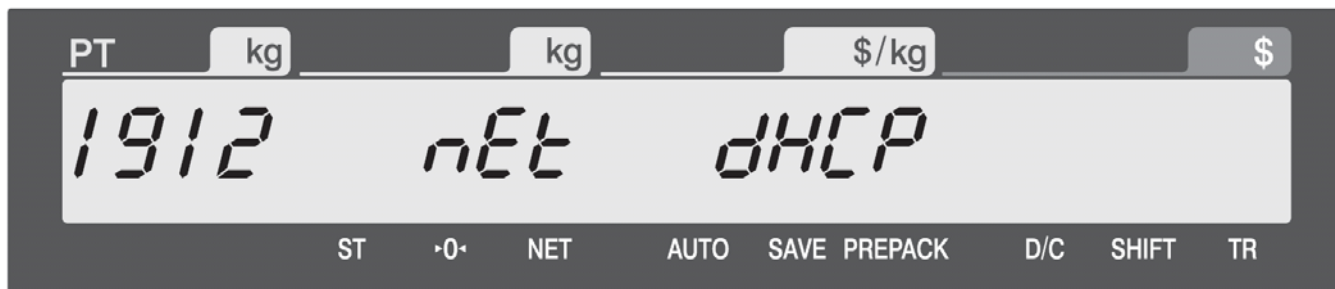 PT kg kg $/kg $
1912 nEt dHCP
ST ▸0◂ NET AUTO SAVE PREPACK D/C SHIFT TR